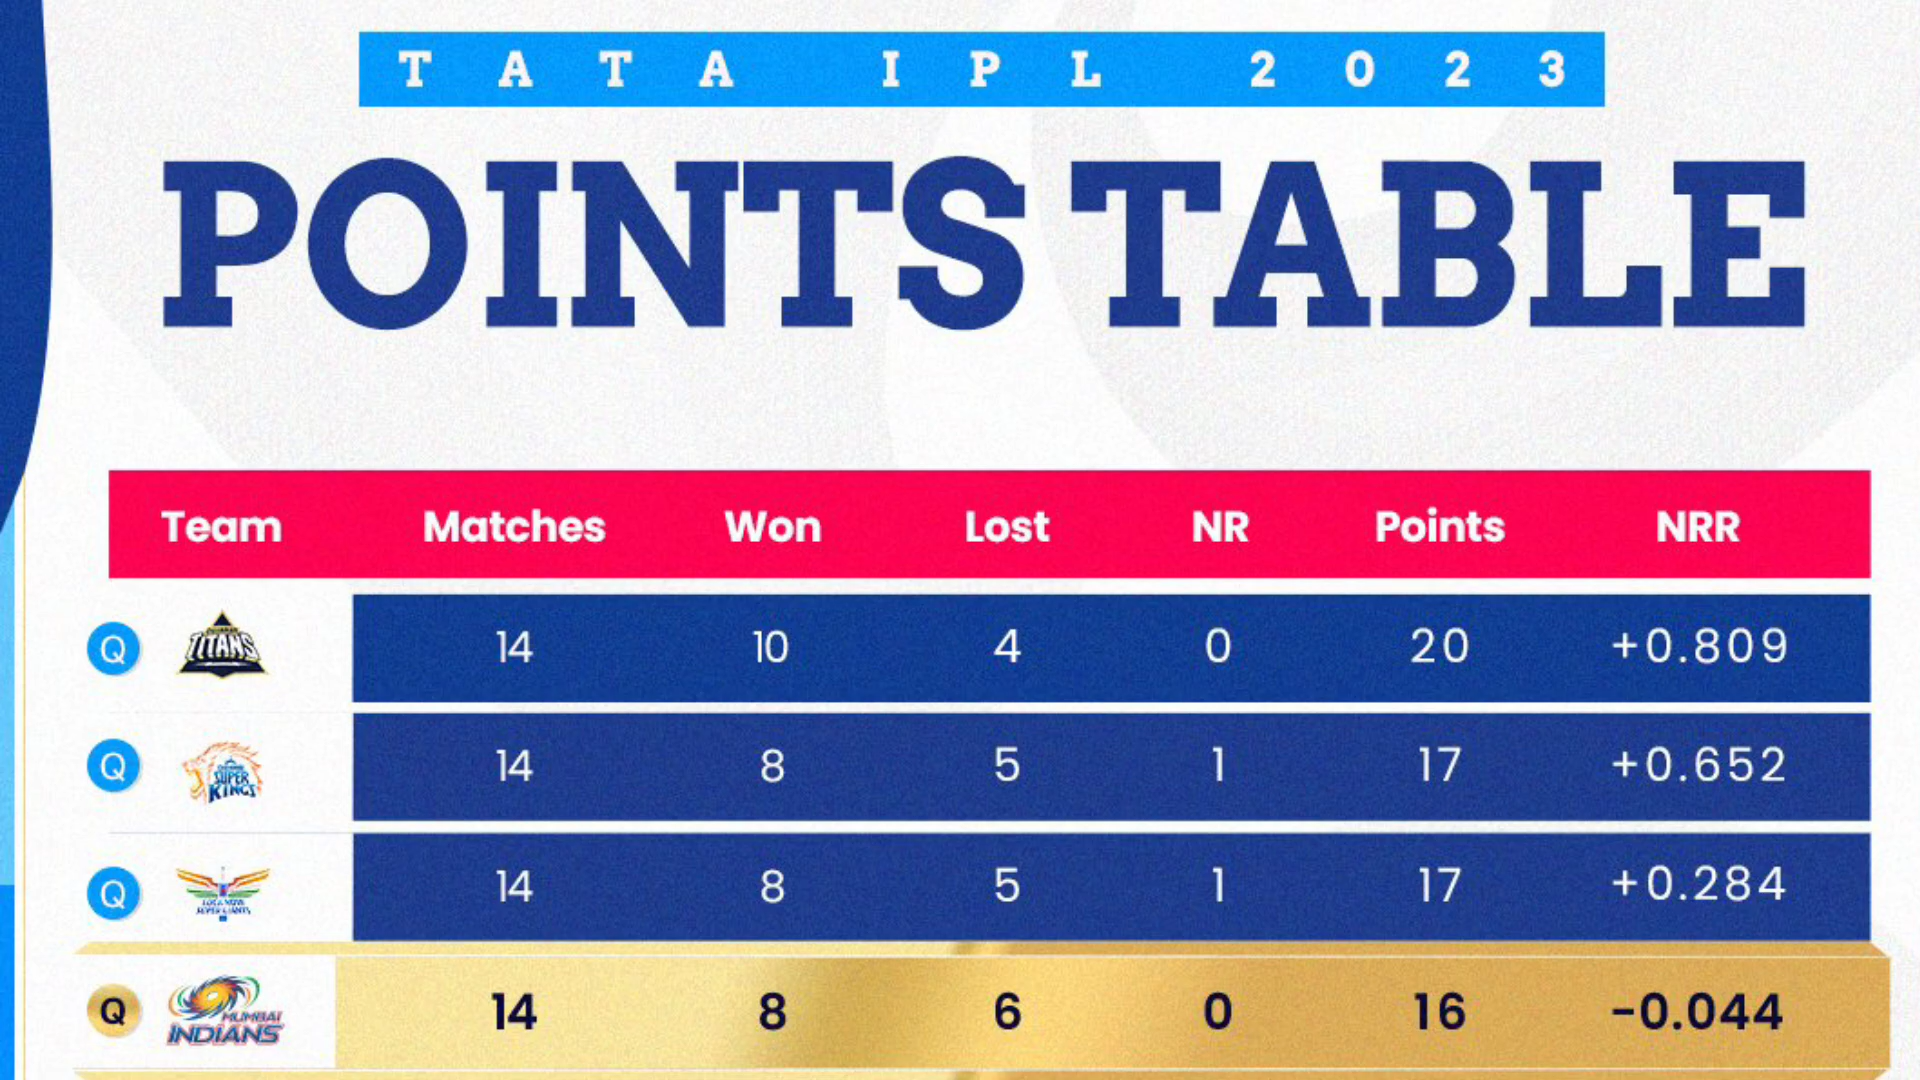 TATA IPL 2023
POINTS TABLE
Team Matches Won Lost NR Points NRR
Q TITANS 14 10 4 0 20 +0.809
Q SUPER KINGS 14 8 5 1 17 +0.652
Q 14 8 5 1 17 +0.284
Q MUMBAI INDIANS 14 8 6 0 16 -0.044